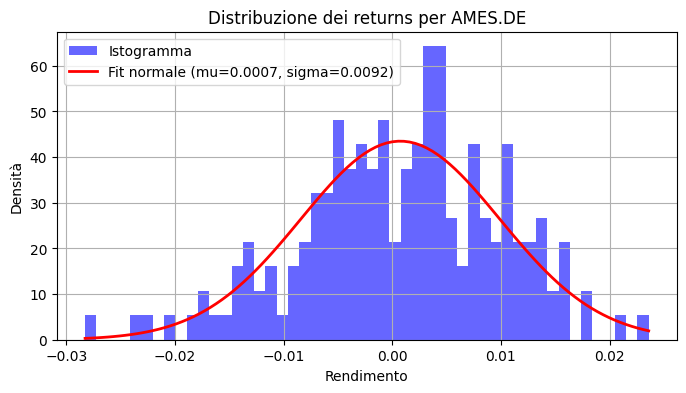 Distribuzione dei returns per AMES.DE
Istogramma
Fit normale (mu=0.0007, sigma=0.0092)
Densità
60
50
40
30
20
10
0
−0.03 −0.02 −0.01 0.00 0.01 0.02
Rendimento